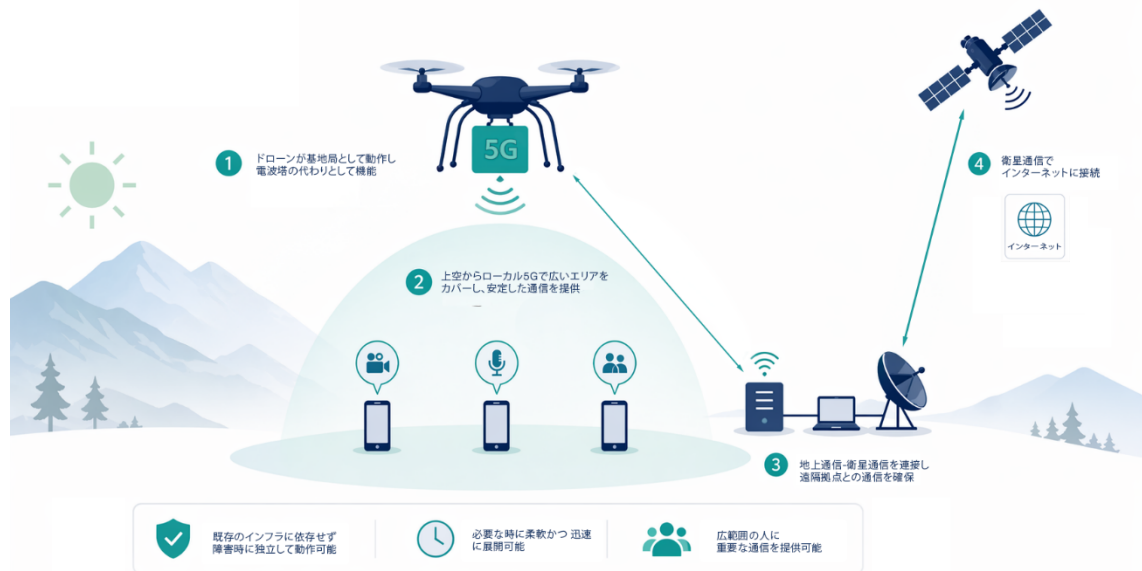 5G
1
ドローンが基地局として動作し
電波塔の代わりとして機能
2
上空からローカル5Gで広いエリアを
カバーし、安定した通信を提供
3
地上通信-衛星通信を連接し
遠隔拠点との通信を確保
4
衛星通信で
インターネットに接続
インターネット
既存のインフラに依存せず
障害時に独立して動作可能
必要な時に柔軟かつ 迅速
に展開可能
広範囲の人に
重要な通信を提供可能